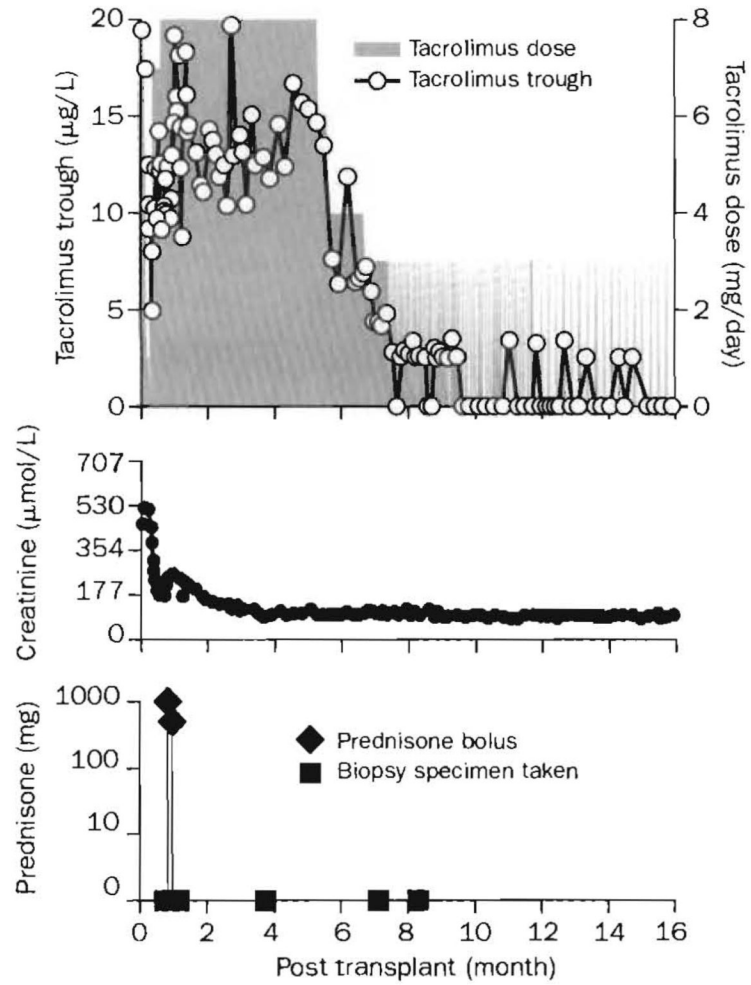 Tacrolimus trough (µg/L)
20
15
10
5
0
Tacrolimus dose
Tacrolimus trough
8
6
4
2
0
Tacrolimus dose (mg/day)
Creatinine (µmol/L)
707
530
354
177
0
Prednisone (mg)
1000
100
10
0
Prednisone bolus
Biopsy specimen taken
0 2 4 6 8 10 12 14 16
Post transplant (month)